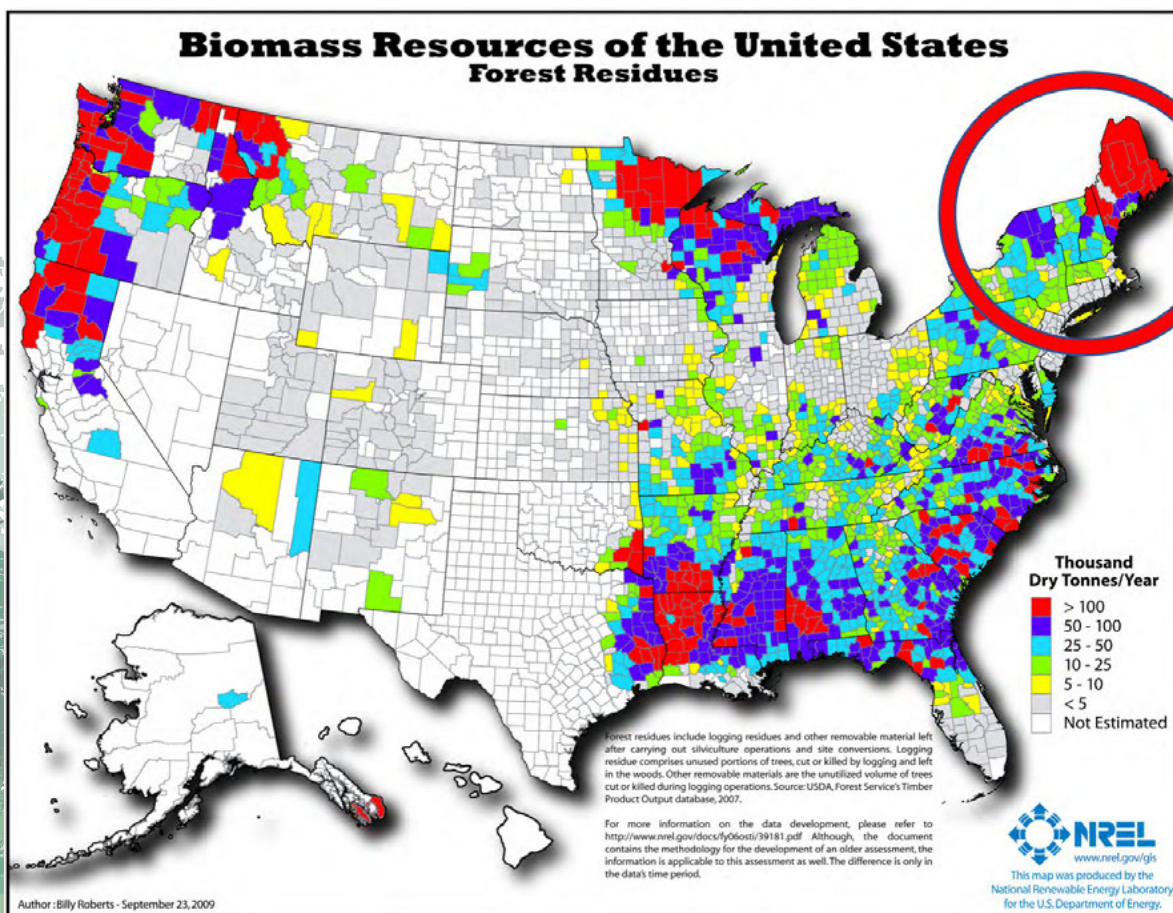 Biomass Resources of the United States
Forest Residues
Thousand
Dry Tonnes/Year
> 100
50 - 100
25 - 50
10 - 25
5 - 10
< 5
Not Estimated
Forest residues include logging residues and other removable material left
after carrying out silviculture operations and site conversions. Logging
residue comprises unused portions of trees, cut or killed by logging and left
in the woods. Other removable materials are the unutilized volume of trees
cut or killed during logging operations. Source: USDA, Forest Service's Timber
Product Output database, 2007.
For more information on the data development, please refer to
http://www.nrel.gov/docs/fy06osti/39181.pdf Although, the document
contains the methodology for the development of an older assessment, the
information is applicable to this assessment as well. The difference is only in
the data's time period.
NREL
www.nrel.gov/gis
This map was produced by the
National Renewable Energy Laboratory
for the U.S. Department of Energy.
Author : Billy Roberts - September 23, 2009